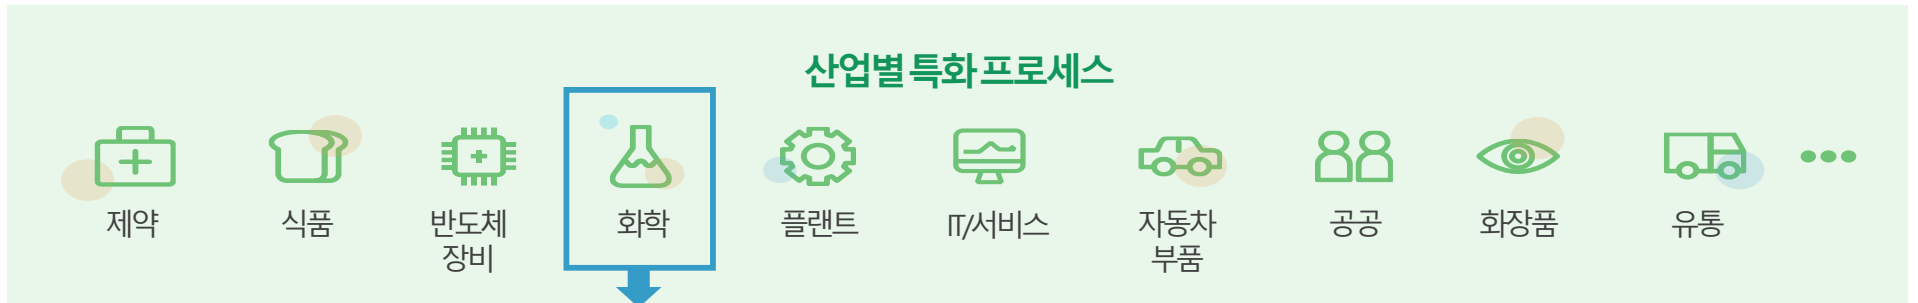 산업별 특화 프로세스
제약
식품
반도체
장비
화학
플랜트
IT/서비스
자동차
부품
공공
화장품
유통